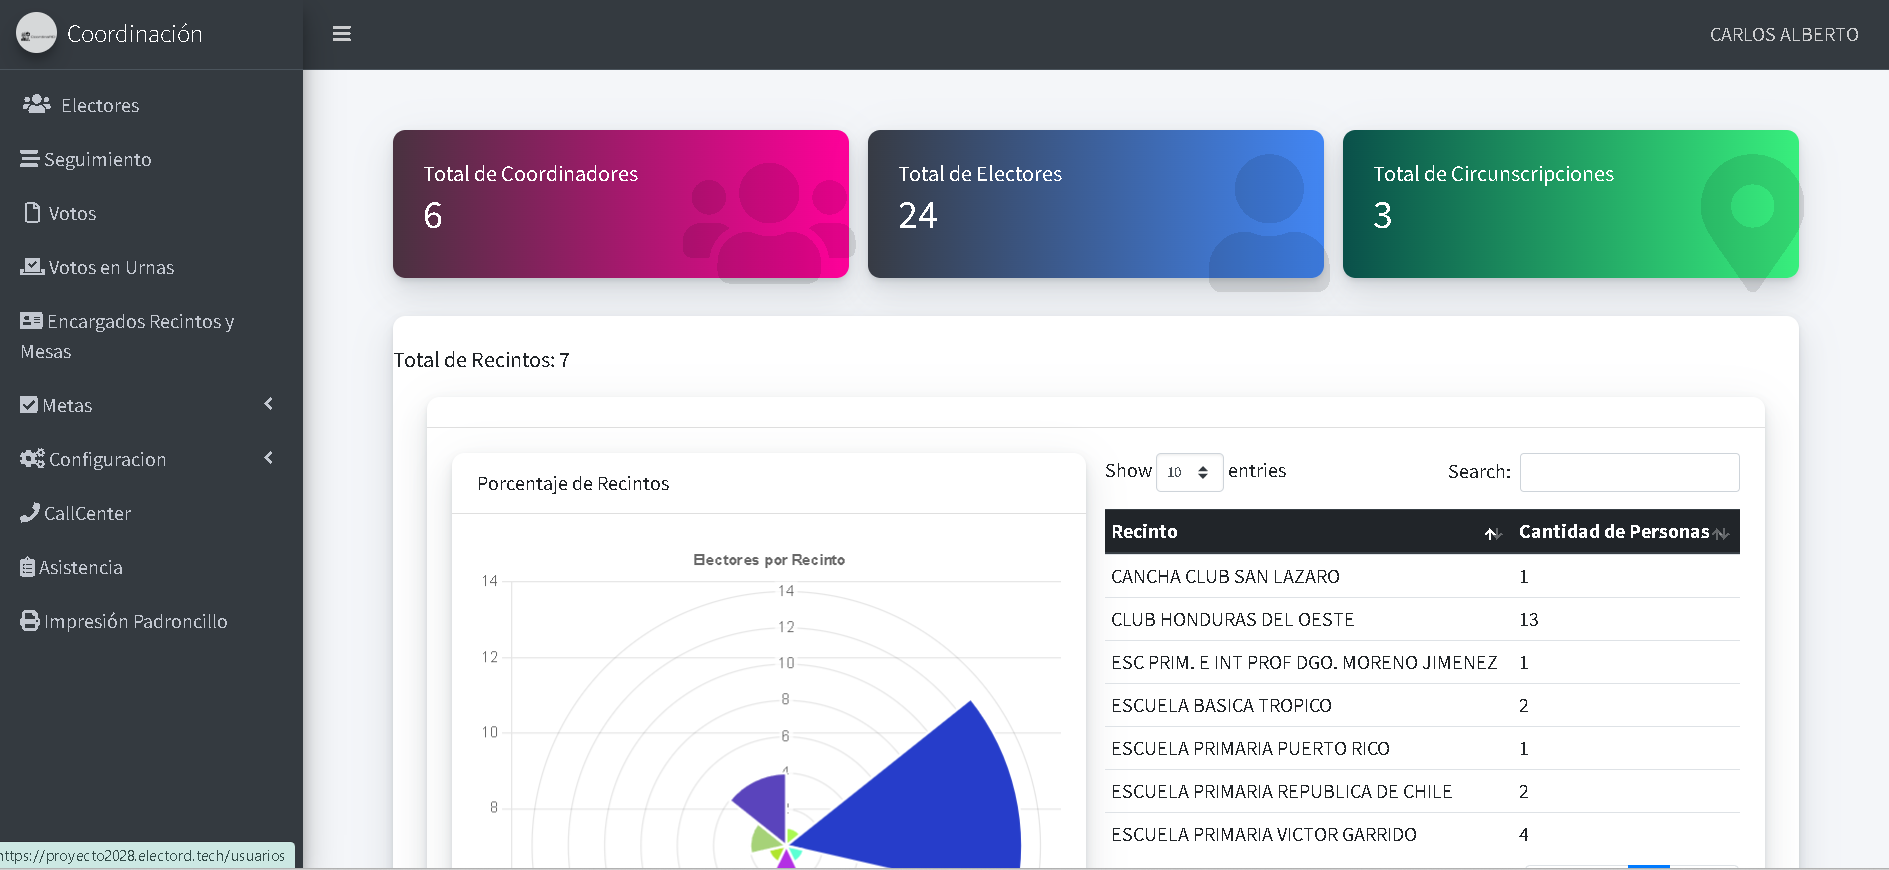 Coordinación
CARLOS ALBERTO
Electores
Seguimiento
Votos
Votos en Urnas
Encargados Recintos y
Mesas
Metas
Configuracion
CallCenter
Asistencia
Impresión Padroncillo
Total de Coordinadores
6
Total de Electores
24
Total de Circunscripciones
3
Total de Recintos: 7
Porcentaje de Recintos
Electores por Recinto
14
12
10
8
14
12
10
8
6
4
2
Show 10 entries
Search:
Recinto Cantidad de Personas
CANCHA CLUB SAN LAZARO 1
CLUB HONDURAS DEL OESTE 13
ESC PRIM. E INT PROF DGO. MORENO JIMENEZ 1
ESCUELA BASICA TROPICO 2
ESCUELA PRIMARIA PUERTO RICO 1
ESCUELA PRIMARIA REPUBLICA DE CHILE 2
ESCUELA PRIMARIA VICTOR GARRIDO 4
https://proyecto2028.electord.tech/usuarios